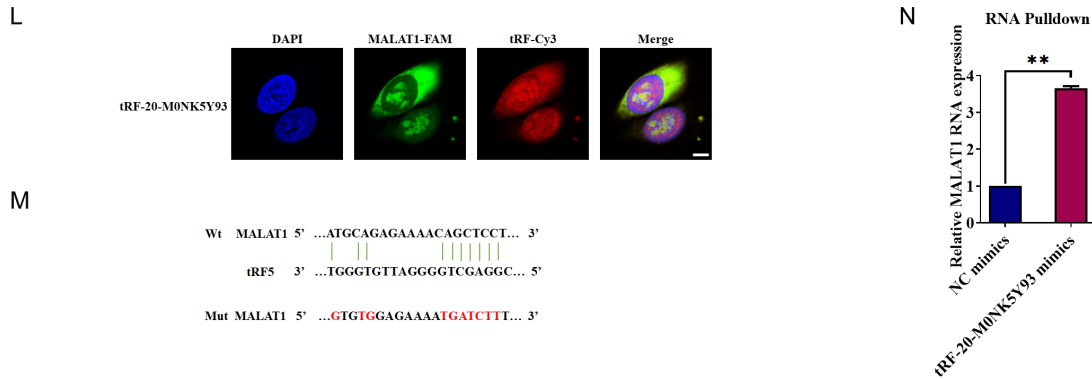 L
DAPI MALAT1-FAM tRF-Cy3 Merge
tRF-20-M0NK5Y93
M
Wt MALAT1 5’ …ATGCAGAGAAAACAGCTCCT… 3’
tRF5 3’ …TGGGTGTTAGGGGTCGAGGC… 5’
Mut MALAT1 5’ …GTGTGGAGAAAATGATCTTT… 3’
N
RNA Pulldown
**
Relative MALAT1 RNA expression
4
3
2
1
0
NC mimics
tRF-20-M0NK5Y93 mimics